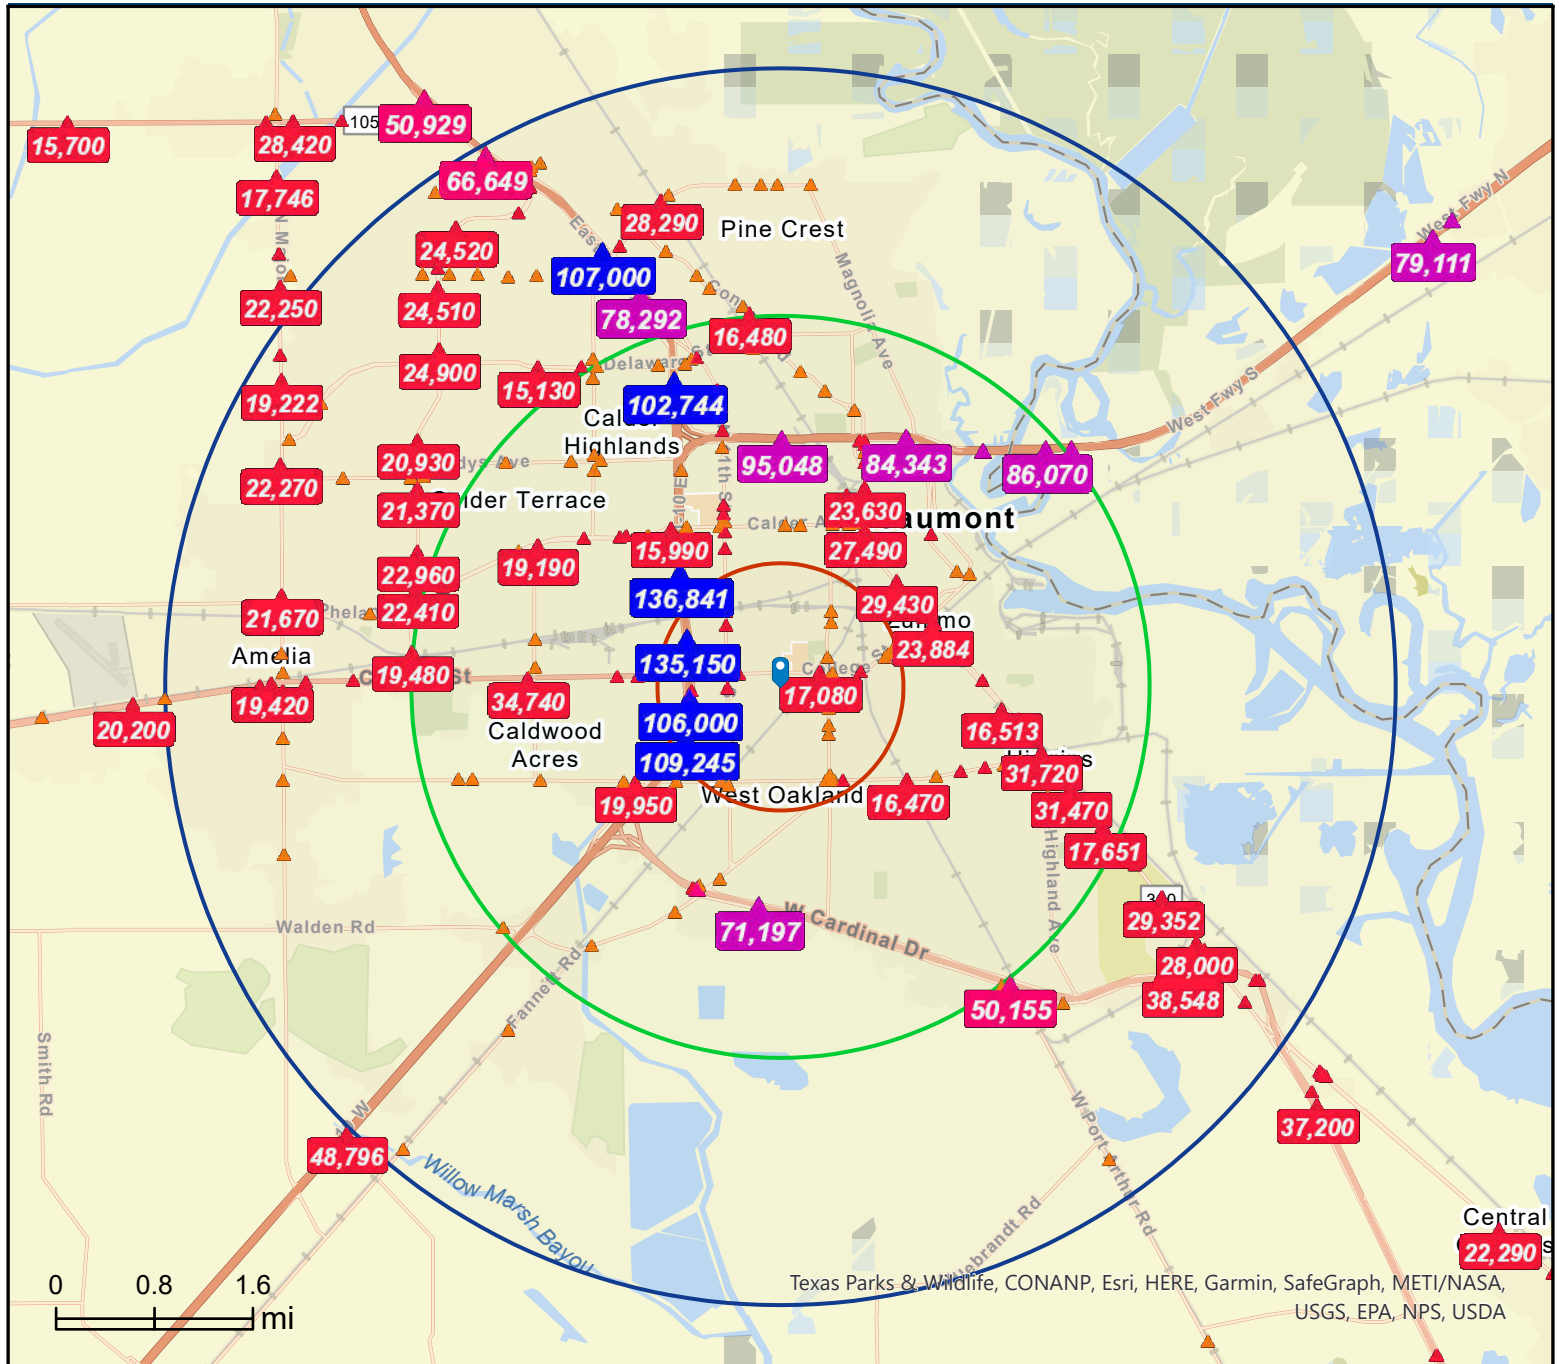 105
50,929
15,700
28,420
66,649
17,746
28,290
Pine Crest
West Fwy N
24,520
79,111
107,000
22,250
24,510
78,292
16,480
Magnolia Ave
Delaware St
24,900
15,130
19,222
102,744
West Fwy S
Highlands
20,930
95,048
84,343
86,070
22,270
21,370
23,630
15,990
27,490
19,190
22,960
136,841
29,430
22,410
21,670
23,884
Amelia
135,150
College
19,480
34,740
17,080
19,420
106,000
16,513
20,200
Caldwood
Acres
109,245
31,720
West Oakland
19,950
16,470
31,470
17,651
Highland Ave
29,352
Walden Rd
71,197
W Cardinal Dr
28,000
38,548
50,155
Fannett Rd
Smith Rd
37,200
W Port Arthur Rd
48,796
Willow Marsh Bayou
Central
22,290
0 0.8 1.6
mi
Texas Parks & Wildlife, CONANP, Esri, HERE, Garmin, SafeGraph, METI/NASA,
USGS, EPA, NPS, USDA